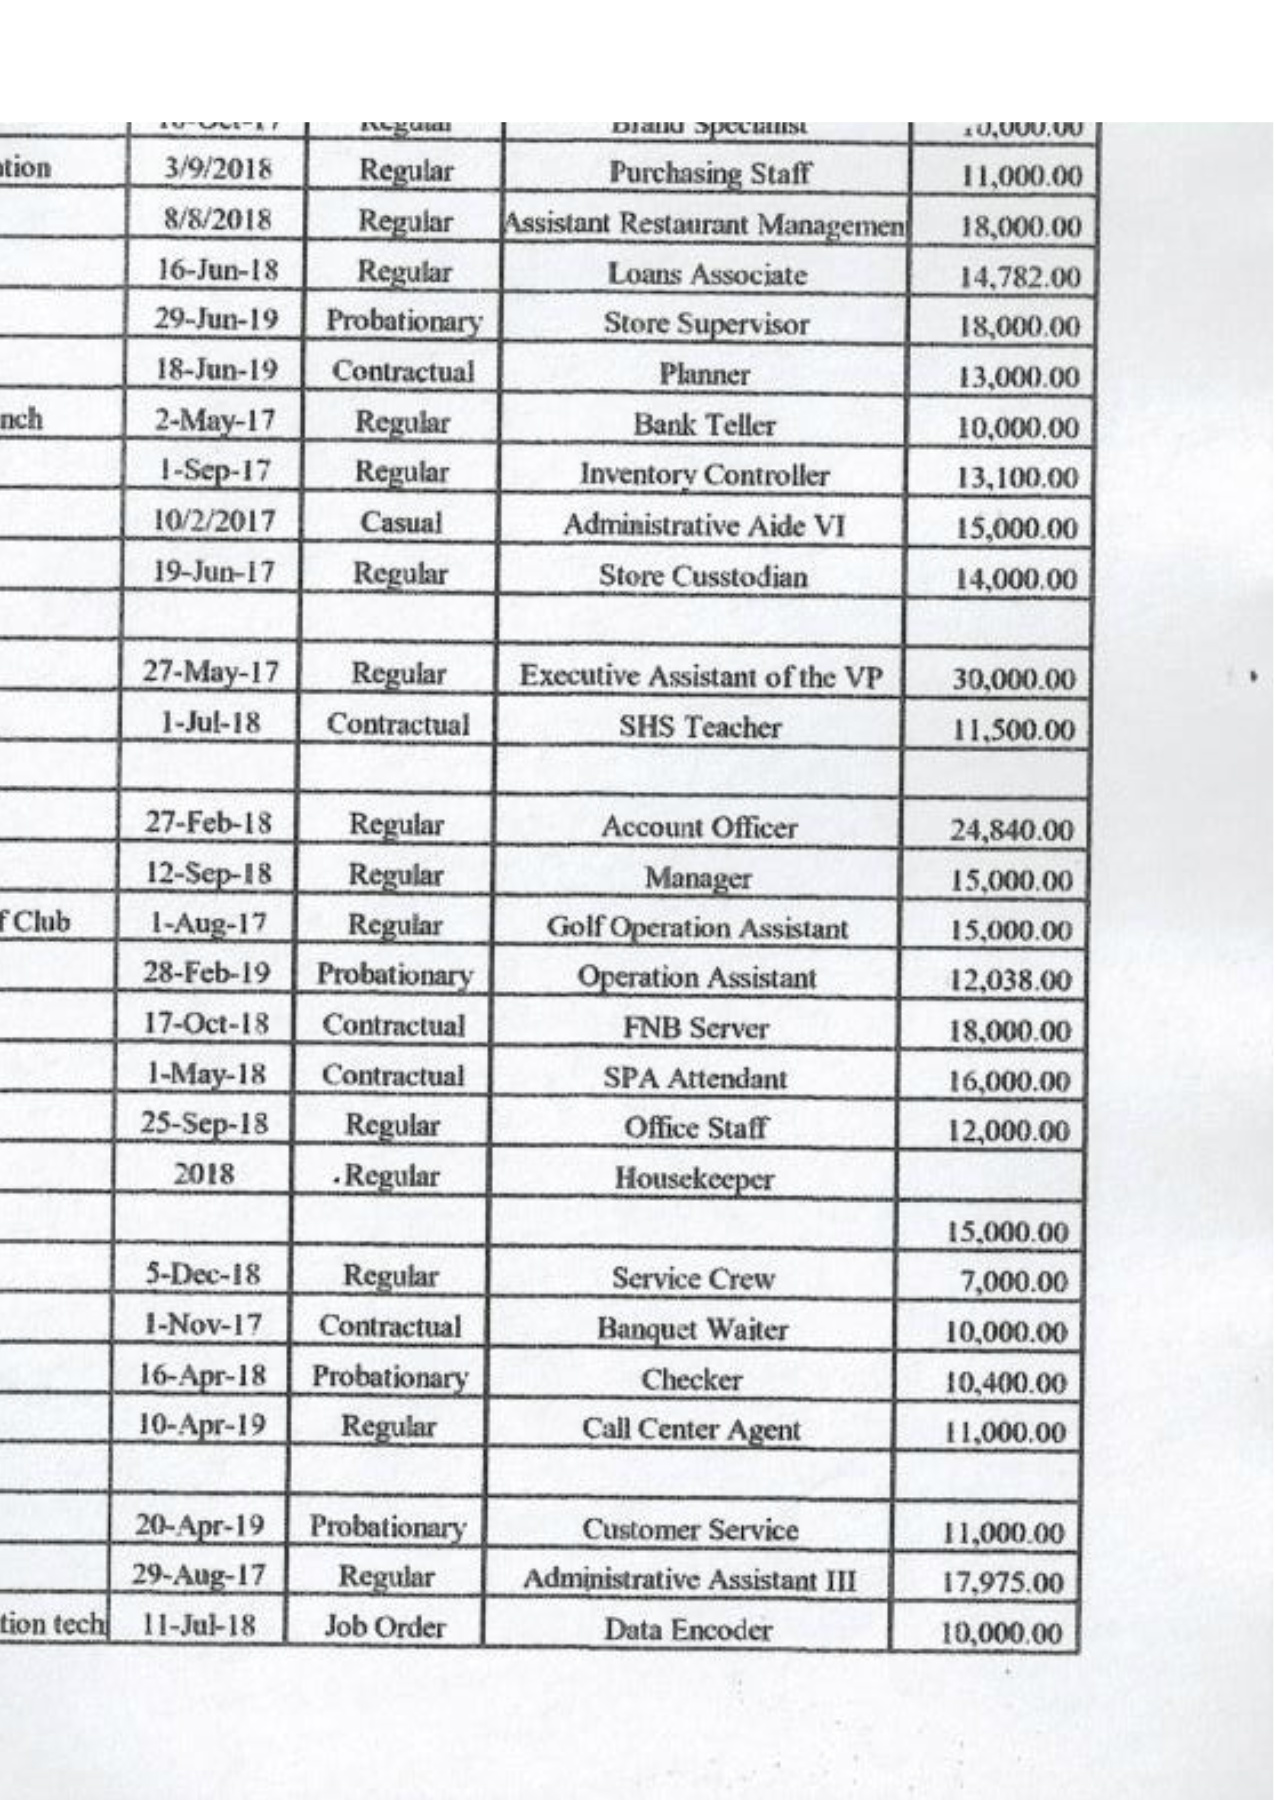 Regular Brand Specialist
ation 3/9/2018 Regular Purchasing Staff 11,000.00
8/8/2018 Regular Assistant Restaurant Managemen 18,000.00
16-Jun-18 Regular Loans Associate 14,782.00
29-Jun-19 Probationary Store Supervisor 18,000.00
18-Jun-19 Contractual Planner 13,000.00
nch 2-May-17 Regular Bank Teller 10,000.00
1-Sep-17 Regular Inventory Controller 13,100.00
10/2/2017 Casual Administrative Aide VI 15,000.00
19-Jun-17 Regular Store Cusstodian 14,000.00
27-May-17 Regular Executive Assistant of the VP 30,000.00
1-Jul-18 Contractual SHS Teacher 11,500.00
27-Feb-18 Regular Account Officer 24,840.00
12-Sep-18 Regular Manager 15,000.00
f Club 1-Aug-17 Regular Golf Operation Assistant 15,000.00
28-Feb-19 Probationary Operation Assistant 12,038.00
17-Oct-18 Contractual FNB Server 18,000.00
1-May-18 Contractual SPA Attendant 16,000.00
25-Sep-18 Regular Office Staff 12,000.00
2018 Regular Housekeeper
15,000.00
5-Dec-18 Regular Service Crew 7,000.00
1-Nov-17 Contractual Banquet Waiter 10,000.00
16-Apr-18 Probationary Checker 10,400.00
10-Apr-19 Regular Call Center Agent 11,000.00
20-Apr-19 Probationary Customer Service 11,000.00
29-Aug-17 Regular Administrative Assistant III 17,975.00
tion tech 11-Jul-18 Job Order Data Encoder 10,000.00